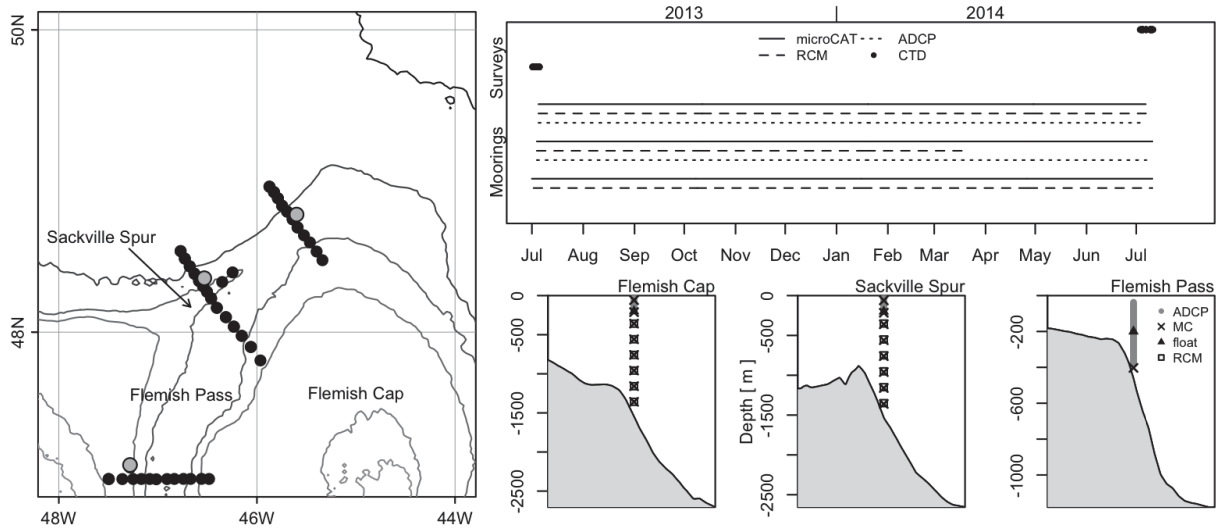 50N
48N
48W
46W
44W
Sackville Spur
Flemish Pass
Flemish Cap
2013
2014
Surveys
Moorings
microCAT
ADCP
RCM
CTD
Jul Aug Sep Oct Nov Dec Jan Feb Mar Apr May Jun Jul
Flemish Cap
0
-500
-1500
-2500
Sackville Spur
Depth [ m ]
0
-500
-1500
-2500
Flemish Pass
-200
-600
-1000
ADCP
MC
float
RCM